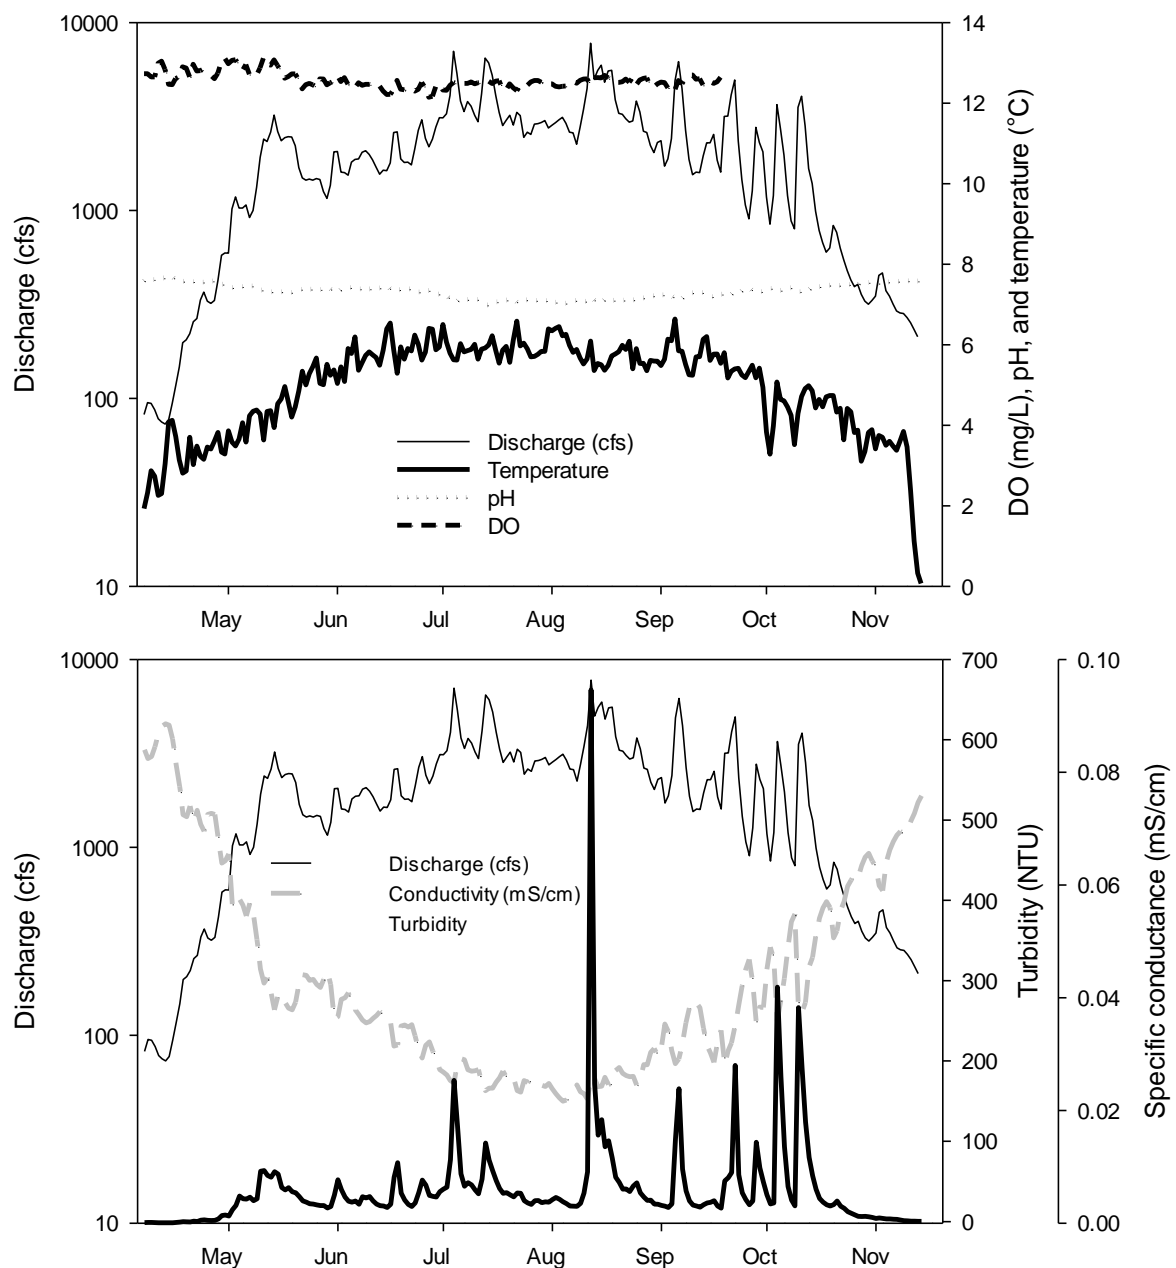 10000
1000
100
10
Discharge (cfs)
14
12
10
8
6
4
2
0
DO (mg/L), pH, and temperature (°C)
Discharge (cfs)
Temperature
pH
DO
May Jun Jul Aug Sep Oct Nov
10000
1000
100
10
Discharge (cfs)
700
600
500
400
300
200
100
0
Turbidity (NTU)
0.10
0.08
0.06
0.04
0.02
0.00
Specific conductance (mS/cm)
Discharge (cfs)
Conductivity (mS/cm)
Turbidity
May Jun Jul Aug Sep Oct Nov